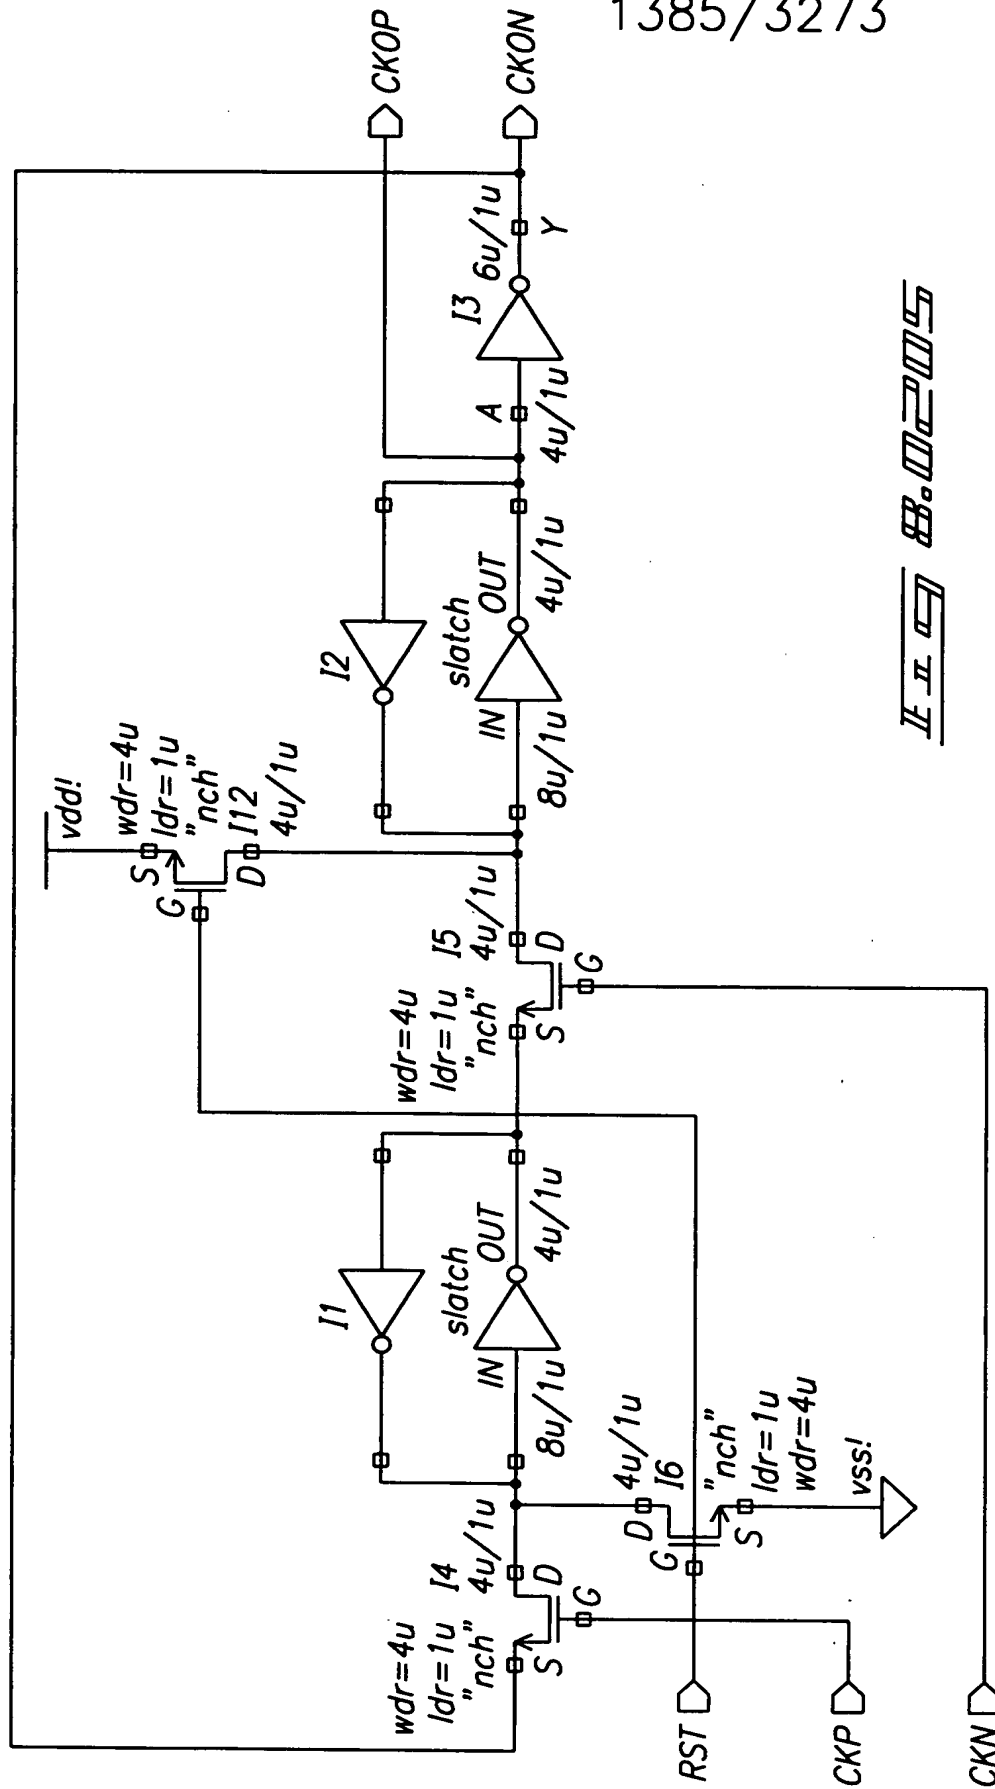 1385/3273
CKOP
CKON
vdd!
wdr=4u
ldr=1u
"nch"
S
G
D
I12
4u/1u
I2
slatch
IN
OUT
8u/1u
4u/1u
I3
A
4u/1u
6u/1u
Y
wdr=4u
ldr=1u
"nch"
I5
4u/1u
S
D
G
I1
slatch
IN
OUT
8u/1u
4u/1u
wdr=4u
ldr=1u
"nch"
I4
4u/1u
S
D
G
4u/1u
I6
D
G
S
"nch"
ldr=1u
wdr=4u
vss!
RST
CKP
CKN
FIG 8.0205